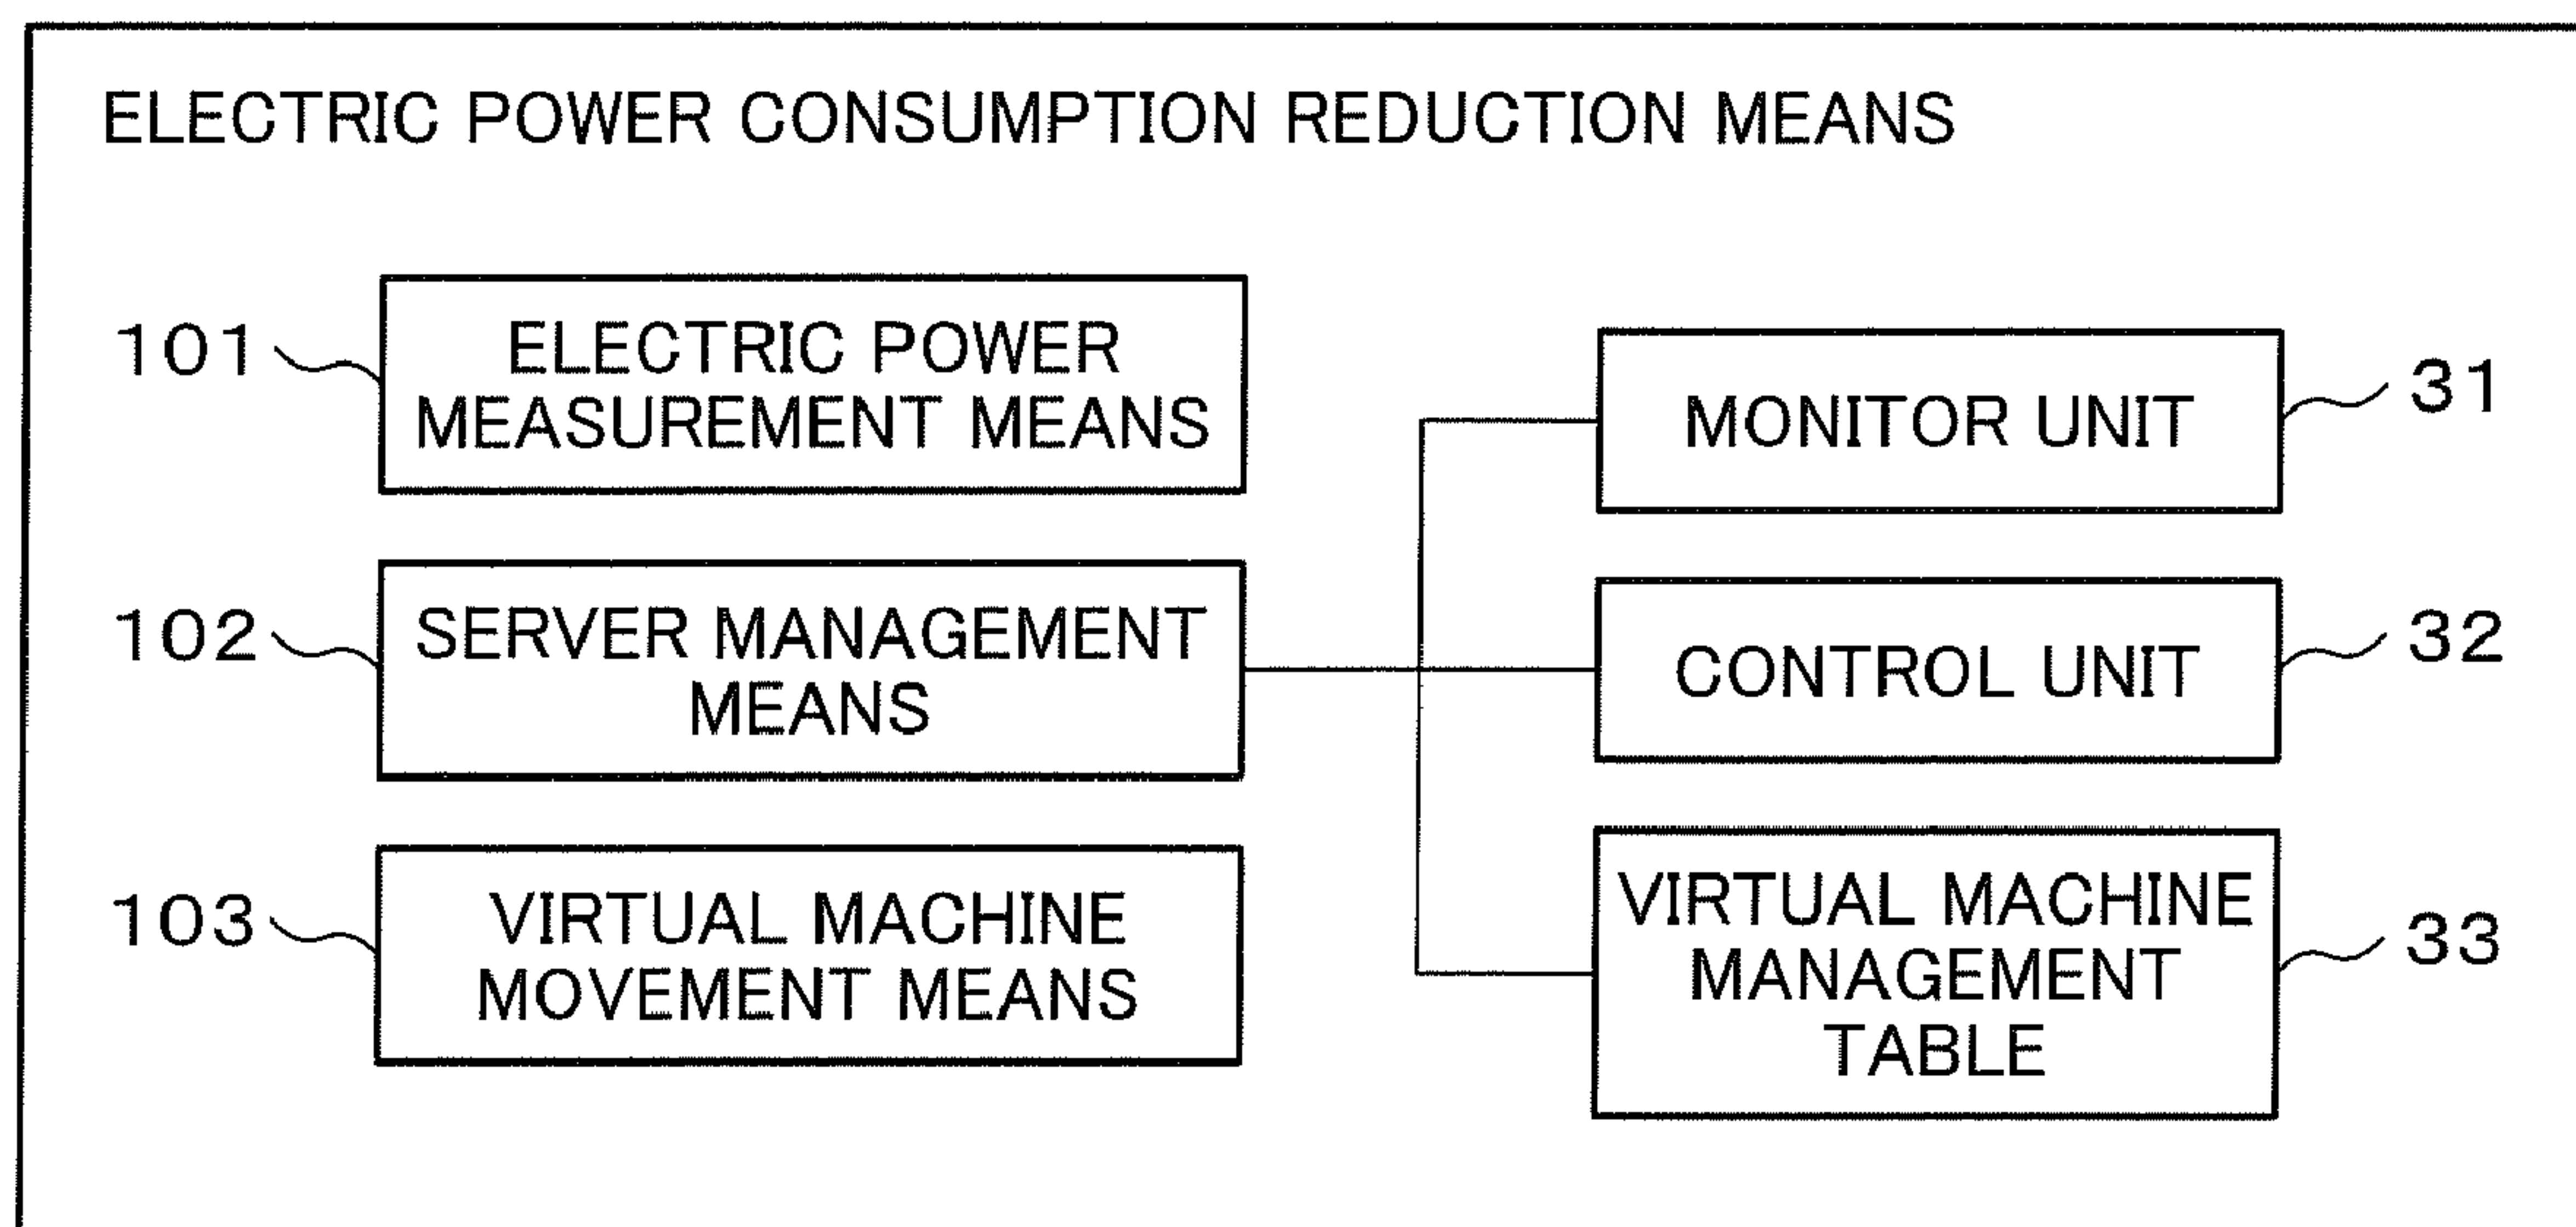 ELECTRIC POWER CONSUMPTION REDUCTION MEANS
101
ELECTRIC POWER
MEASUREMENT MEANS
102
SERVER MANAGEMENT
MEANS
103
VIRTUAL MACHINE
MOVEMENT MEANS
MONITOR UNIT
31
CONTROL UNIT
32
VIRTUAL MACHINE
MANAGEMENT
TABLE
33